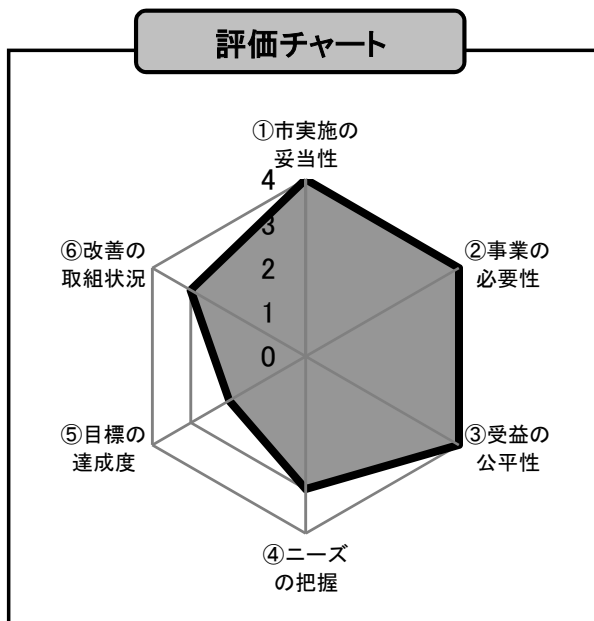 評価チャート
①市実施の
妥当性
4
3
2
1
0
②事業の
必要性
③受益の
公平性
④ニーズ
の把握
⑤目標の
達成度
⑥改善の
取組状況